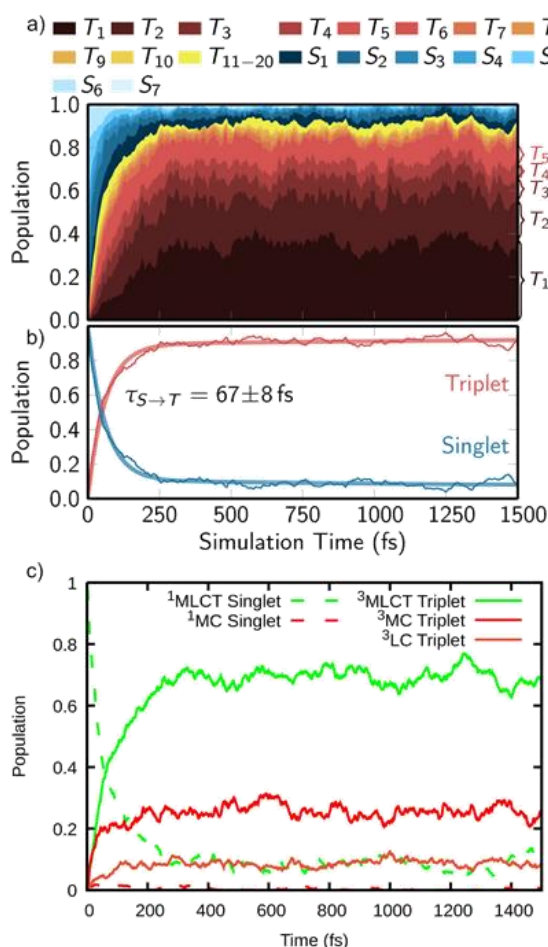 a) T1 T2 T3 T4 T5 T6 T7 T
T9 T10 T11−20 S1 S2 S3 S4 S
S6 S7
1.0
0.8
0.6
0.4
0.2
0.0
Population
T5
T4
T3
T2
T1
b)
0.8
0.6
0.4
0.2
0.0
Population
Triplet
τS→T = 67±8 fs
Singlet
0 250 500 750 1000 1250 1500
Simulation Time (fs)
c)
1
0.8
0.6
0.4
0.2
0
Population
1MLCT Singlet 3MLCT Triplet
1MC Singlet 3MC Triplet
3LC Triplet
0 200 400 600 800 1000 1200 1400
Time (fs)